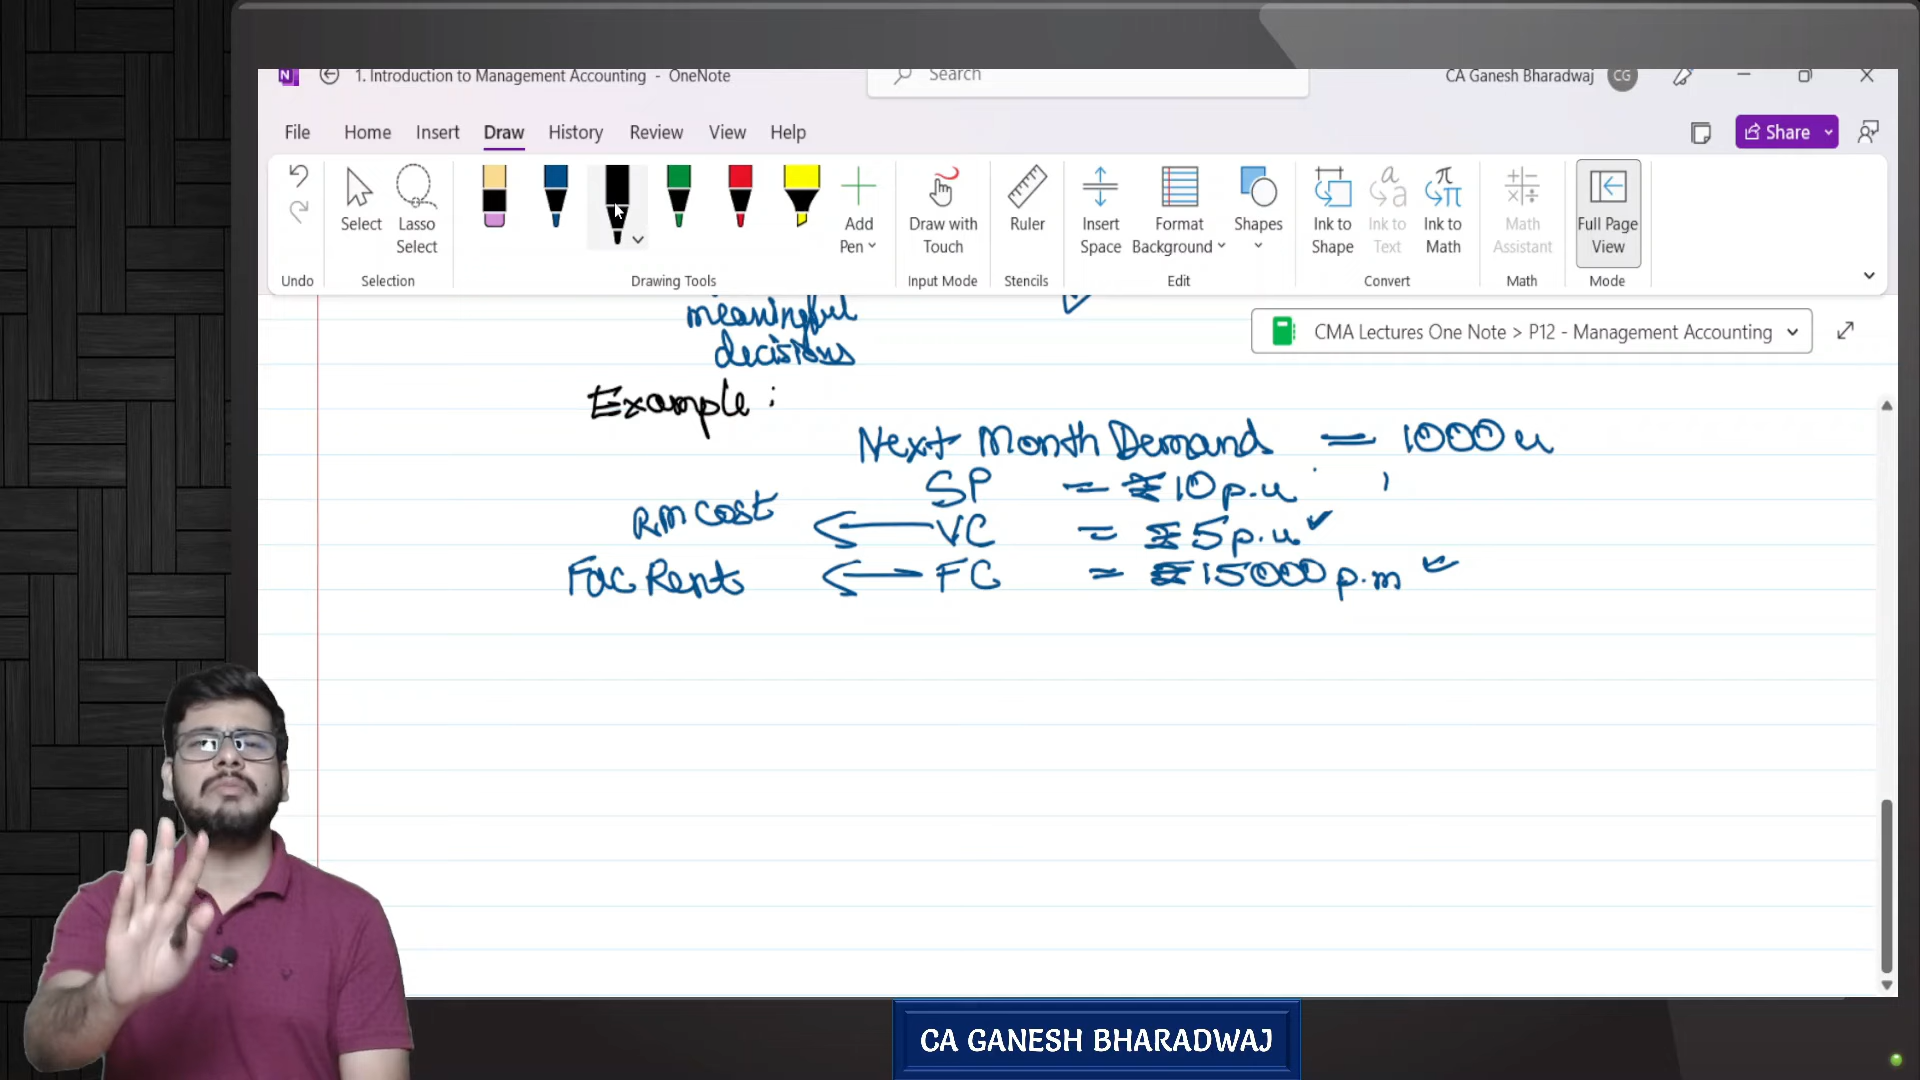 1. Introduction to Management Accounting - OneNote
Search
CA Ganesh Bharadwaj
CG
File Home Insert Draw History Review View Help
Share
Undo
Select
Lasso Select
Selection
Drawing Tools
Add Pen
Draw with Touch
Input Mode
Ruler
Stencils
Insert Space
Format Background
Shapes
Edit
Ink to Shape
Ink to Text
Ink to Math
Convert
Math Assistant
Math
Full Page View
Mode
CMA Lectures One Note > P12 - Management Accounting
meaningful
decisions
Example :
Next Month Demand = 1000 u
SP = ₹10 p.u
RM Cost ← VC = ₹5 p.u ✓
Fac Rents ← FC = ₹15000 p.m ✓
CA GANESH BHARADWAJ